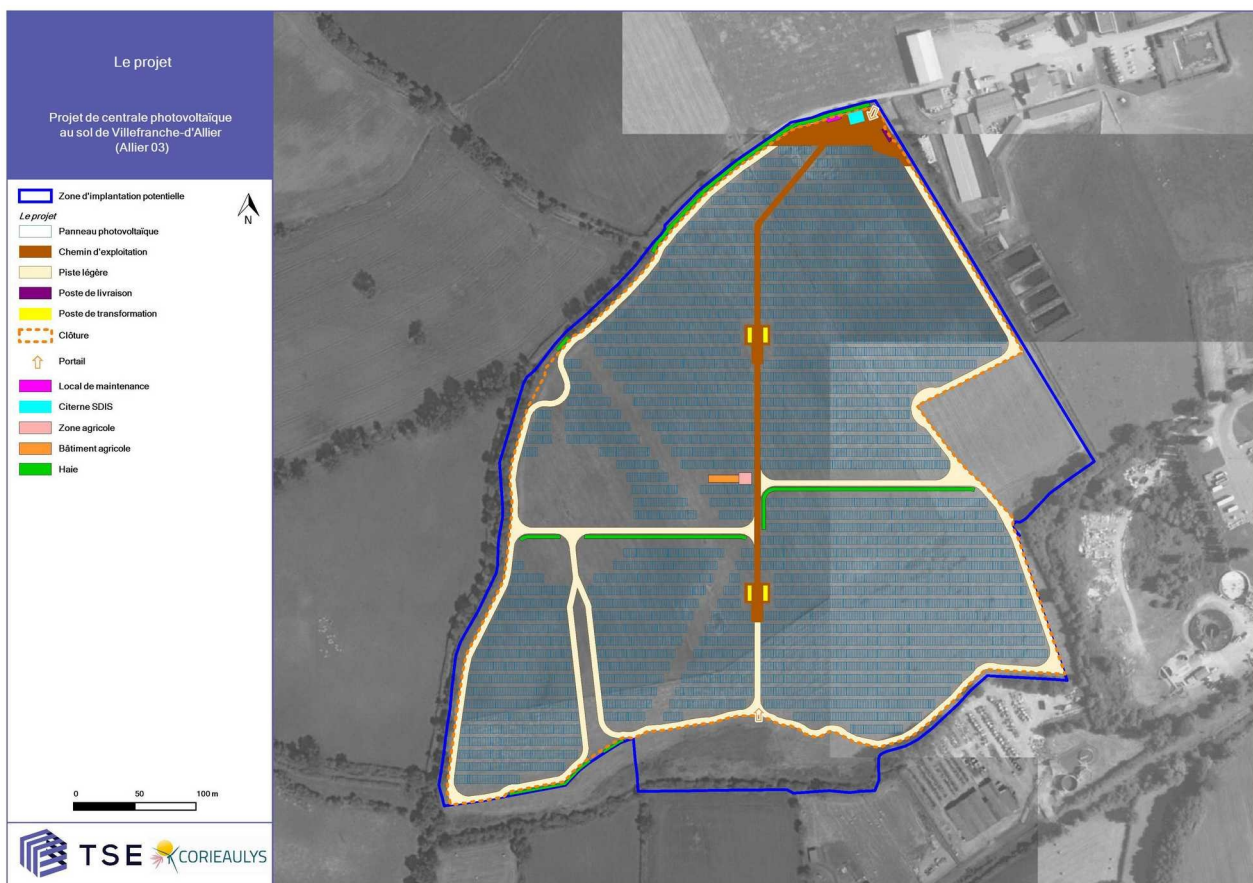 Le projet
Projet de centrale photovoltaïque
au sol de Villefranche-d'Allier
(Allier 03)
Zone d'implantation potentielle
Le projet
N
Panneau photovoltaïque
Chemin d'exploitation
Piste légère
Poste de livraison
Poste de transformation
Clôture
Portail
Local de maintenance
Citerne SDIS
Zone agricole
Bâtiment agricole
Haie
0 50 100 m
TSE CORIEAULYS